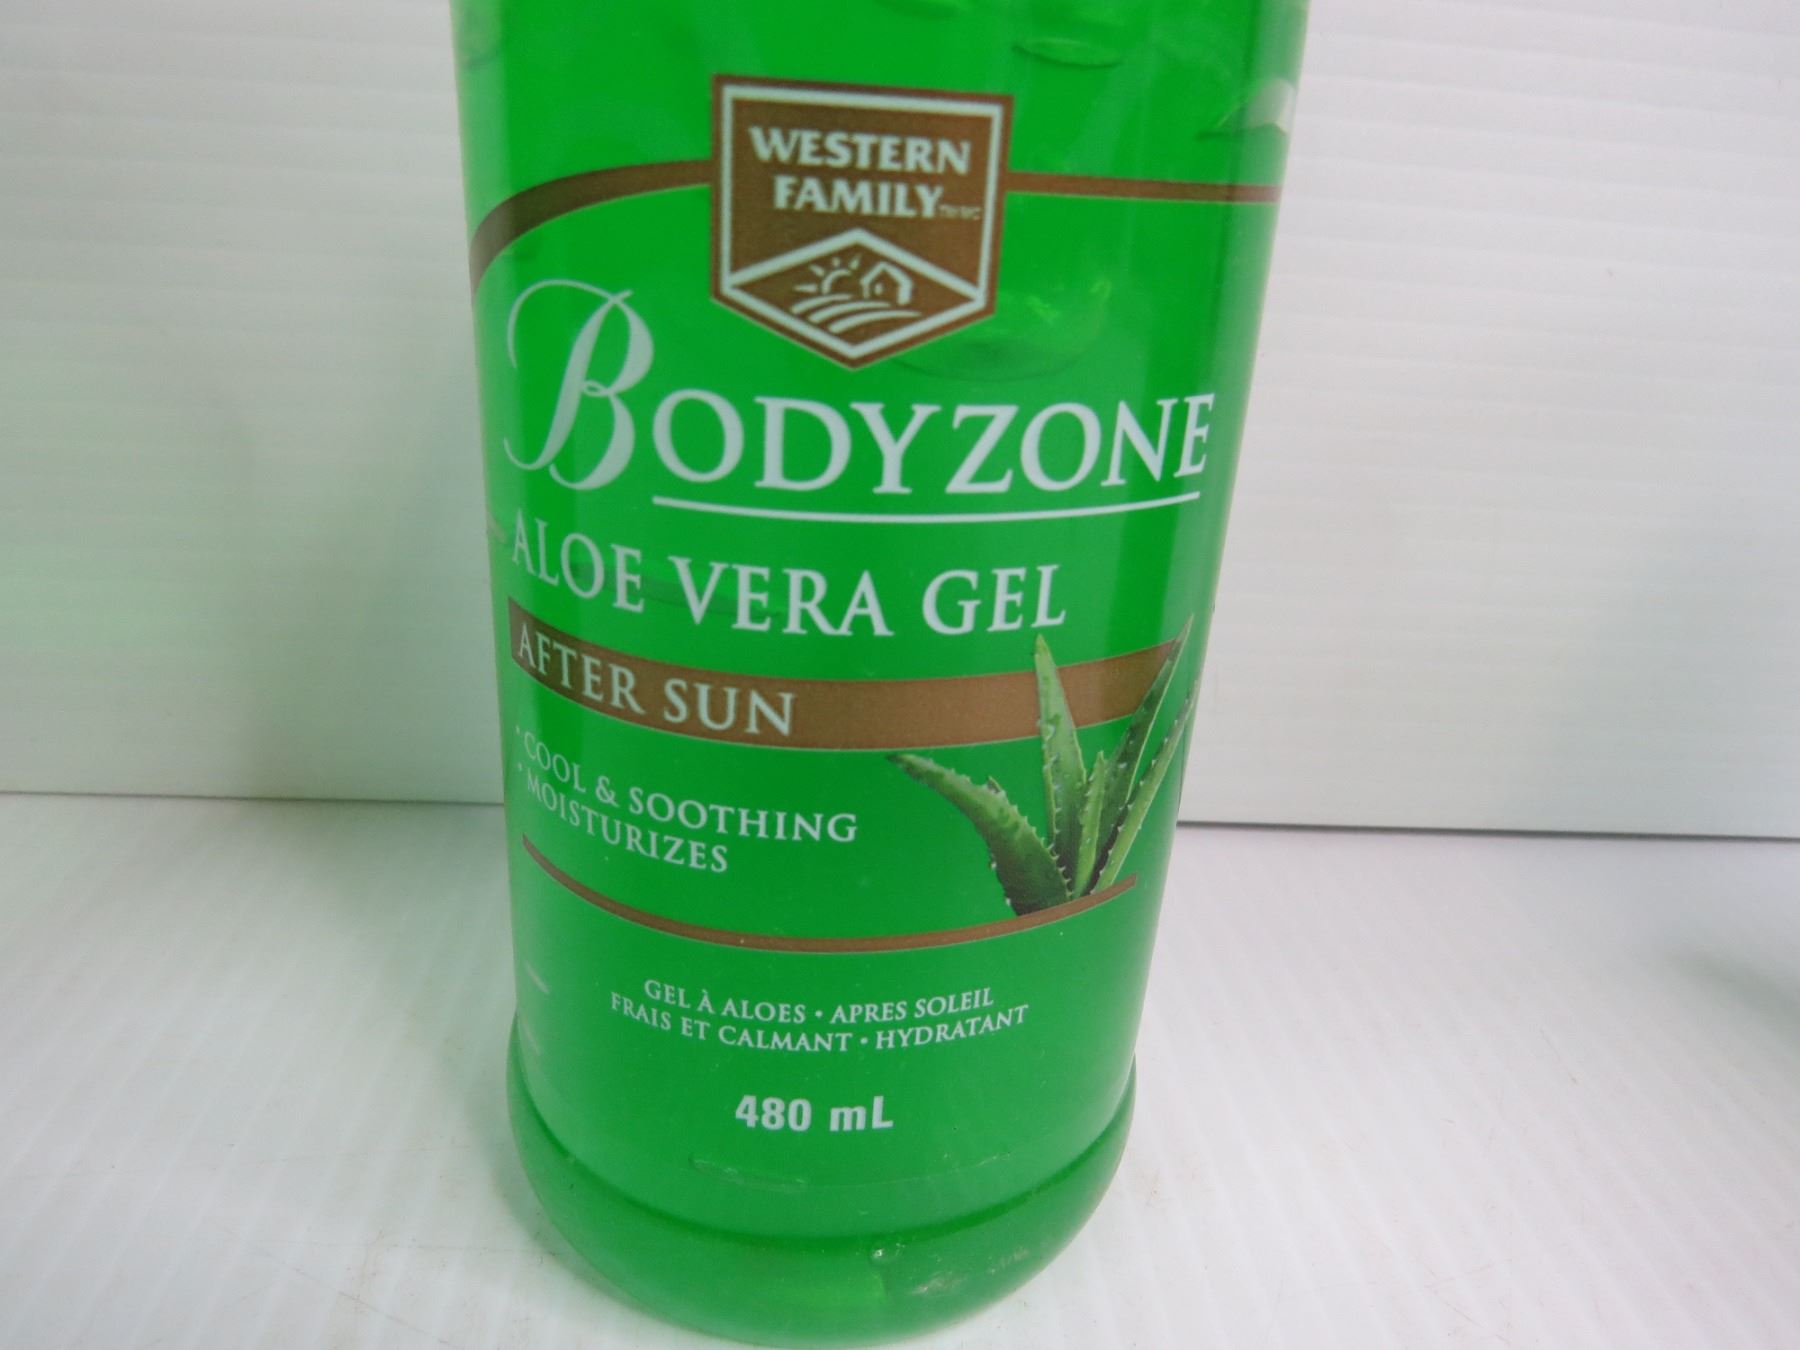 WESTERN
FAMILY
BODYZONE
ALOE VERA GEL
AFTER SUN
• COOL & SOOTHING
• MOISTURIZES
GEL À ALOES • APRES SOLEIL
FRAIS ET CALMANT • HYDRATANT
480 mL